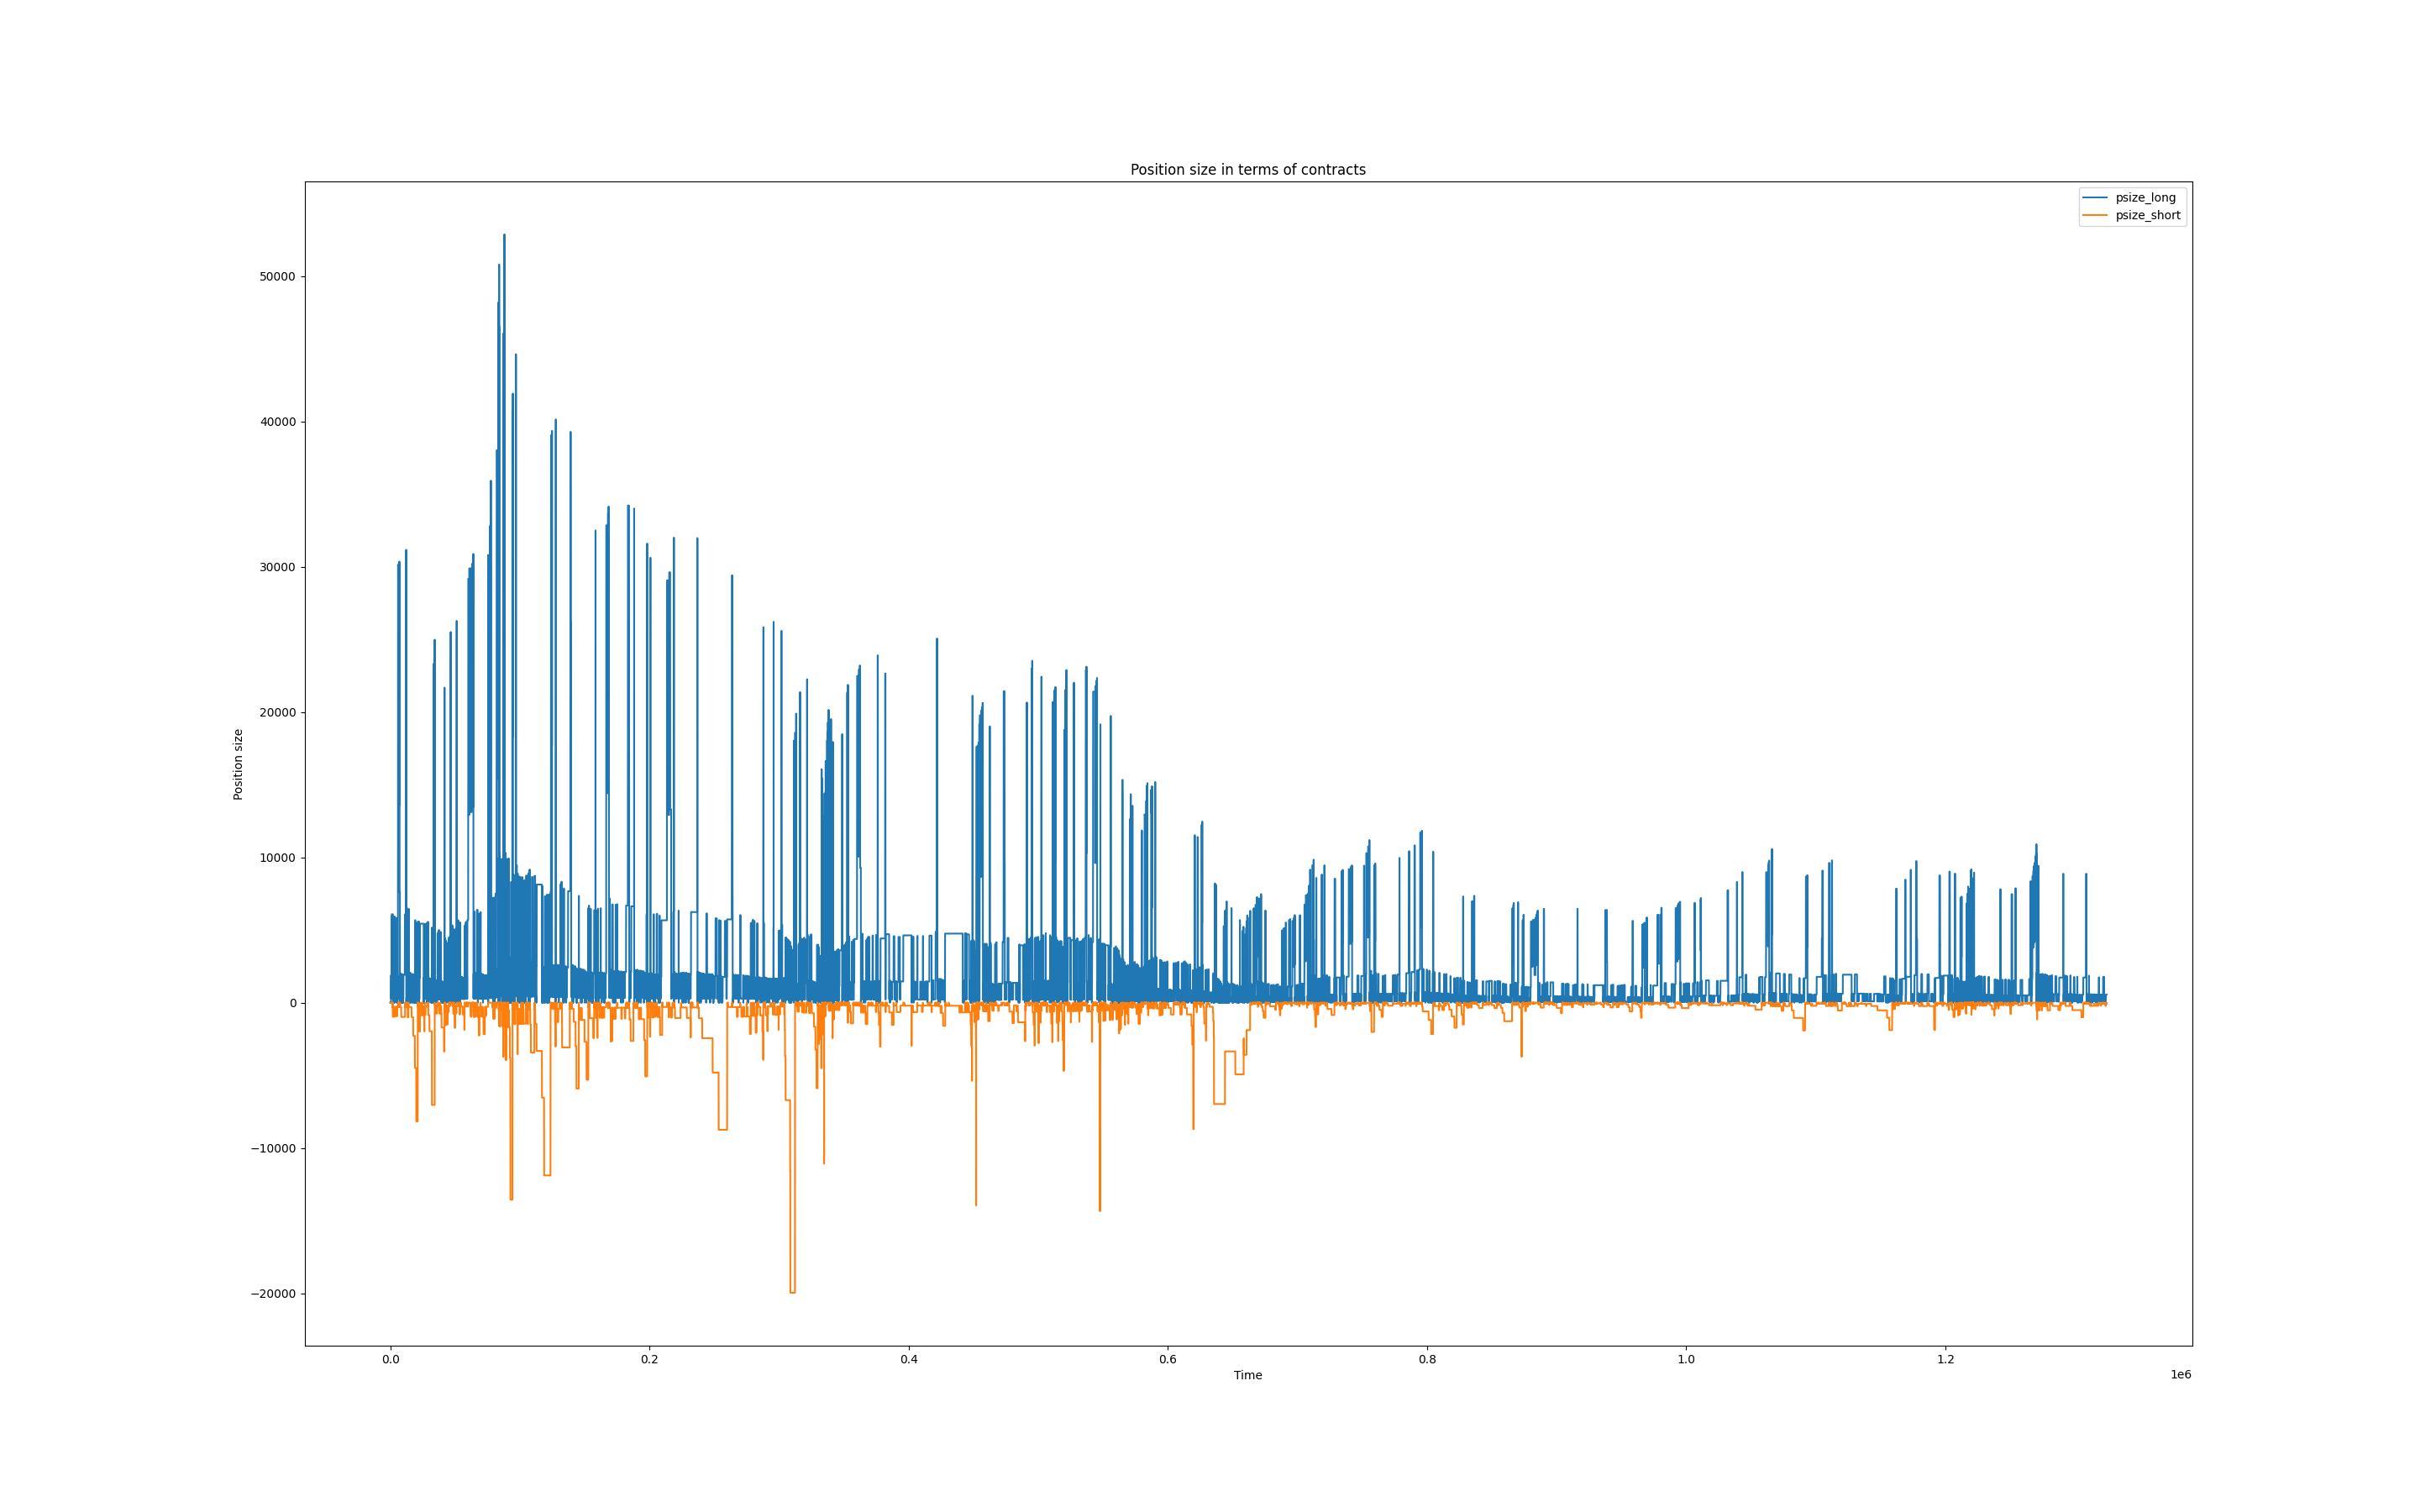 Position size in terms of contracts
psize_long
psize_short
50000
40000
30000
20000
10000
0
−10000
−20000
Position size
0.0
0.2
0.4
0.6
0.8
1.0
1.2
1e6
Time